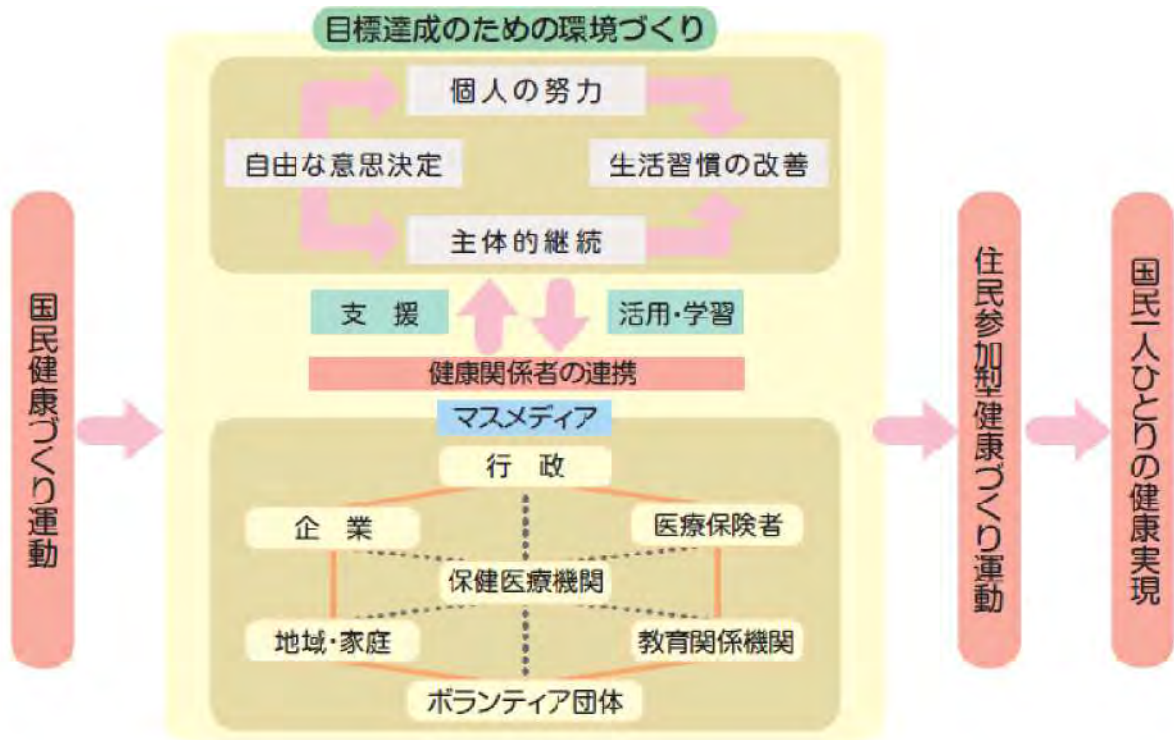 目標達成のための環境づくり
個人の努力
自由な意思決定
生活習慣の改善
主体的継続
支 援
活用・学習
健康関係者の連携
マスメディア
行 政
企 業
医療保険者
保健医療機関
地域・家庭
教育関係機関
ボランティア団体
国民健康づくり運動
住民参加型健康づくり運動
国民一人ひとりの健康実現